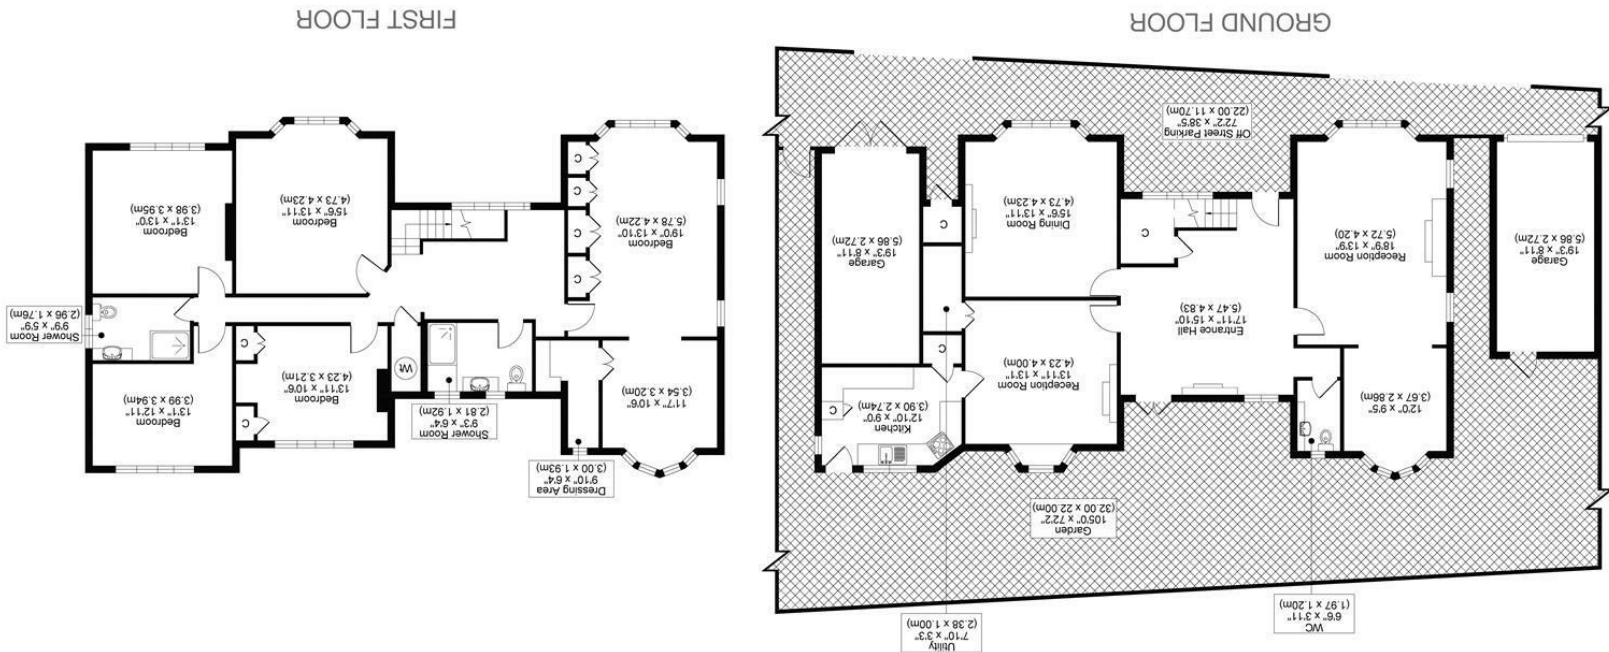 GROUND FLOOR
WC
6'6" x 3'11"
(1.97 x 1.20m)
Utility
7'10" x 3'3"
(2.38 x 1.00m)
Garden
105'0" x 72'2"
(32.00 x 22.00m)
12'0" x 9'5"
(3.67 x 2.86m)
Kitchen
12'10" x 9'0"
(3.90 x 2.74m)
C
C
Reception Room
13'11" x 13'1"
(4.23 x 4.00m)
Entrance Hall
17'11" x 15'10"
(5.47 x 4.83)
Garage
19'3" x 8'11"
(5.86 x 2.72m)
Reception Room
18'9" x 13'9"
(5.72 x 4.20)
C
Dining Room
15'6" x 13'11"
(4.73 x 4.23m)
C
Garage
19'3" x 8'11"
(5.86 x 2.72m)
Off Street Parking
72'2" x 38'5"
(22.00 x 11.70m)
FIRST FLOOR
Dressing Area
9'10" x 6'4"
(3.00 x 1.93m)
Shower Room
9'3" x 6'4"
(2.81 x 1.92m)
11'7" x 10'6"
(3.54 x 3.20m)
Wt
C
Bedroom
13'11" x 10'6"
(4.23 x 3.21m)
C
Bedroom
13'1" x 12'11"
(3.99 x 3.94m)
Shower Room
9'9" x 5'9"
(2.96 x 1.76m)
Bedroom
19'0" x 13'10"
(5.78 x 4.22m)
C
C
C
C
Bedroom
15'6" x 13'11"
(4.73 x 4.23m)
Bedroom
13'1" x 13'0"
(3.98 x 3.95m)